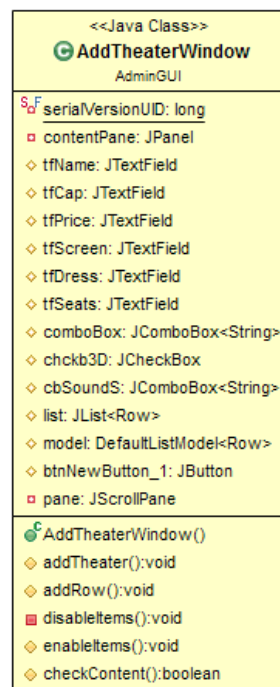 <<Java Class>>
AddTheaterWindow
AdminGUI
serialVersionUID: long
contentPane: JPanel
tfName: JTextField
tfCap: JTextField
tfPrice: JTextField
tfScreen: JTextField
tfDress: JTextField
tfSeats: JTextField
comboBox: JComboBox<String>
chckb3D: JCheckBox
cbSoundS: JComboBox<String>
list: JList<Row>
model: DefaultListModel<Row>
btnNewButton_1: JButton
pane: JScrollPane
AddTheaterWindow()
addTheater():void
addRow():void
disableItems():void
enableItems():void
checkContent():boolean